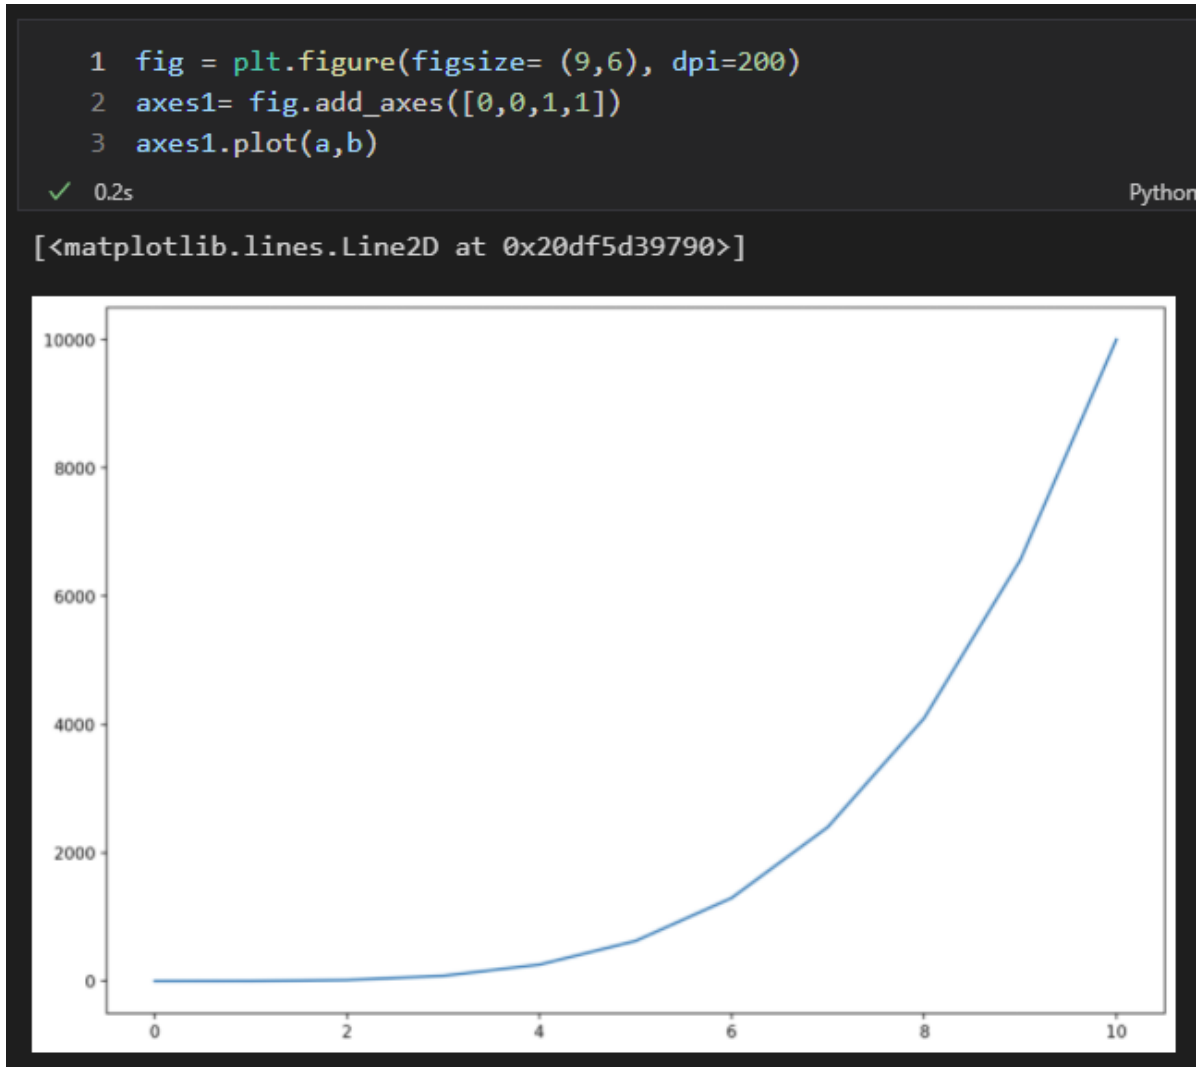 1 fig = plt.figure(figsize= (9,6), dpi=200)
2 axes1= fig.add_axes([0,0,1,1])
3 axes1.plot(a,b)
✓ 0.2s Python
[<matplotlib.lines.Line2D at 0x20df5d39790>]
10000
8000
6000
4000
2000
0
0 2 4 6 8 10